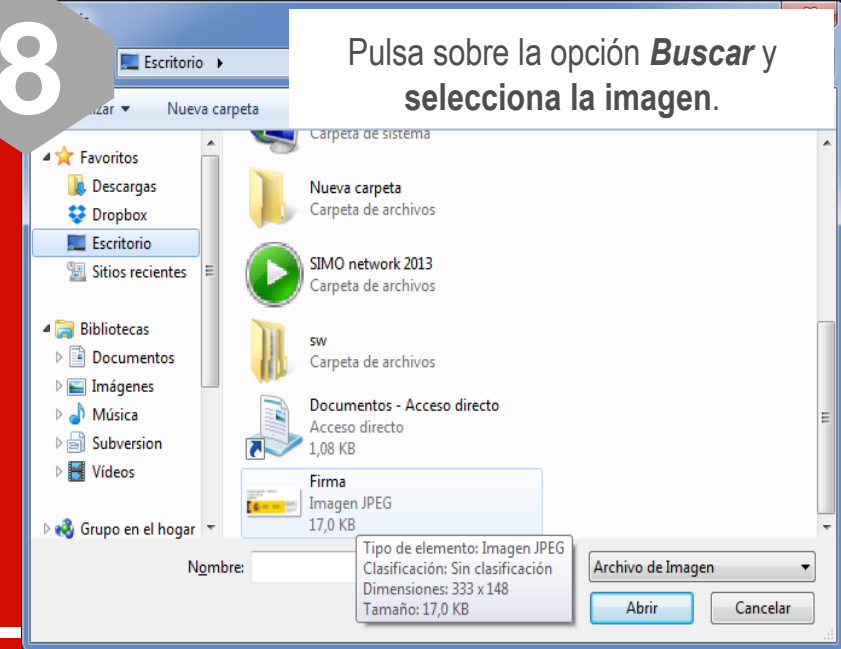 8
Pulsa sobre la opción Buscar y
selecciona la imagen.
Escritorio
Nueva carpeta
Favoritos
Descargas
Dropbox
Escritorio
Sitios recientes
Bibliotecas
Documentos
Imágenes
Música
Subversion
Vídeos
Grupo en el hogar
Carpeta de sistema
Nueva carpeta
Carpeta de archivos
SIMO network 2013
Carpeta de archivos
sw
Carpeta de archivos
Documentos - Acceso directo
Acceso directo
1,08 KB
Firma
Imagen JPEG
17,0 KB
Tipo de elemento: Imagen JPEG
Clasificación: Sin clasificación
Dimensiones: 333 x 148
Tamaño: 17,0 KB
Nombre:
Archivo de Imagen
Abrir
Cancelar